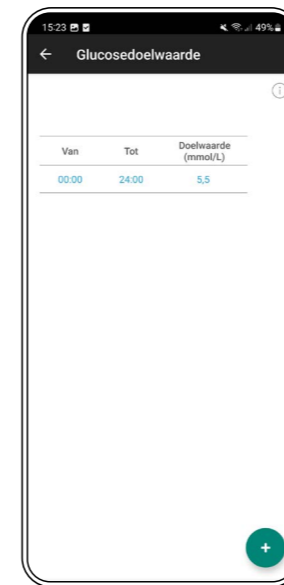 15:23 49%
← Glucosedoelwaarde
i
Van Tot Doelwaarde
(mmol/L)
00:00 24:00 5,5
+